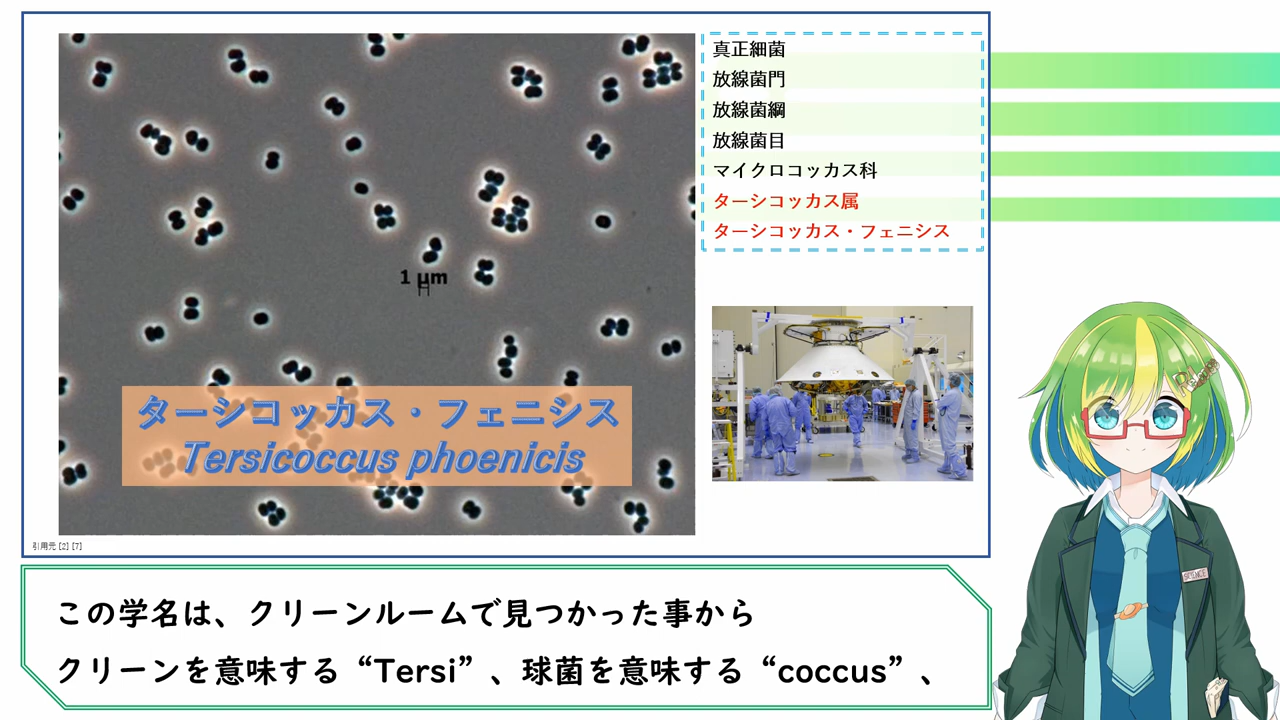 真正細菌
放線菌門
放線菌綱
放線菌目
マイクロコッカス科
ターシコッカス属
ターシコッカス・フェニシス
1 μm
ターシコッカス・フェニシス
Tersicoccus phoenicis
引用元 [2] [7]
SCIENCE
この学名は、クリーンルームで見つかった事から
クリーンを意味する “Tersi” 、球菌を意味する “coccus” 、